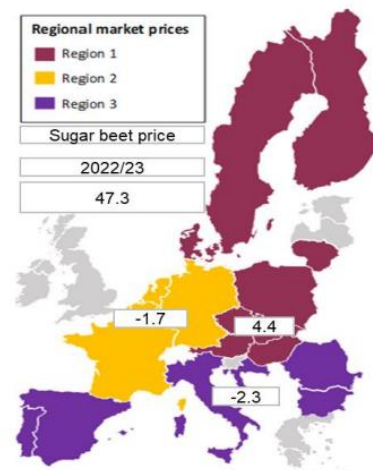 Regional market prices
Region 1
Region 2
Region 3
Sugar beet price
2022/23
47.3
-1.7
4.4
-2.3